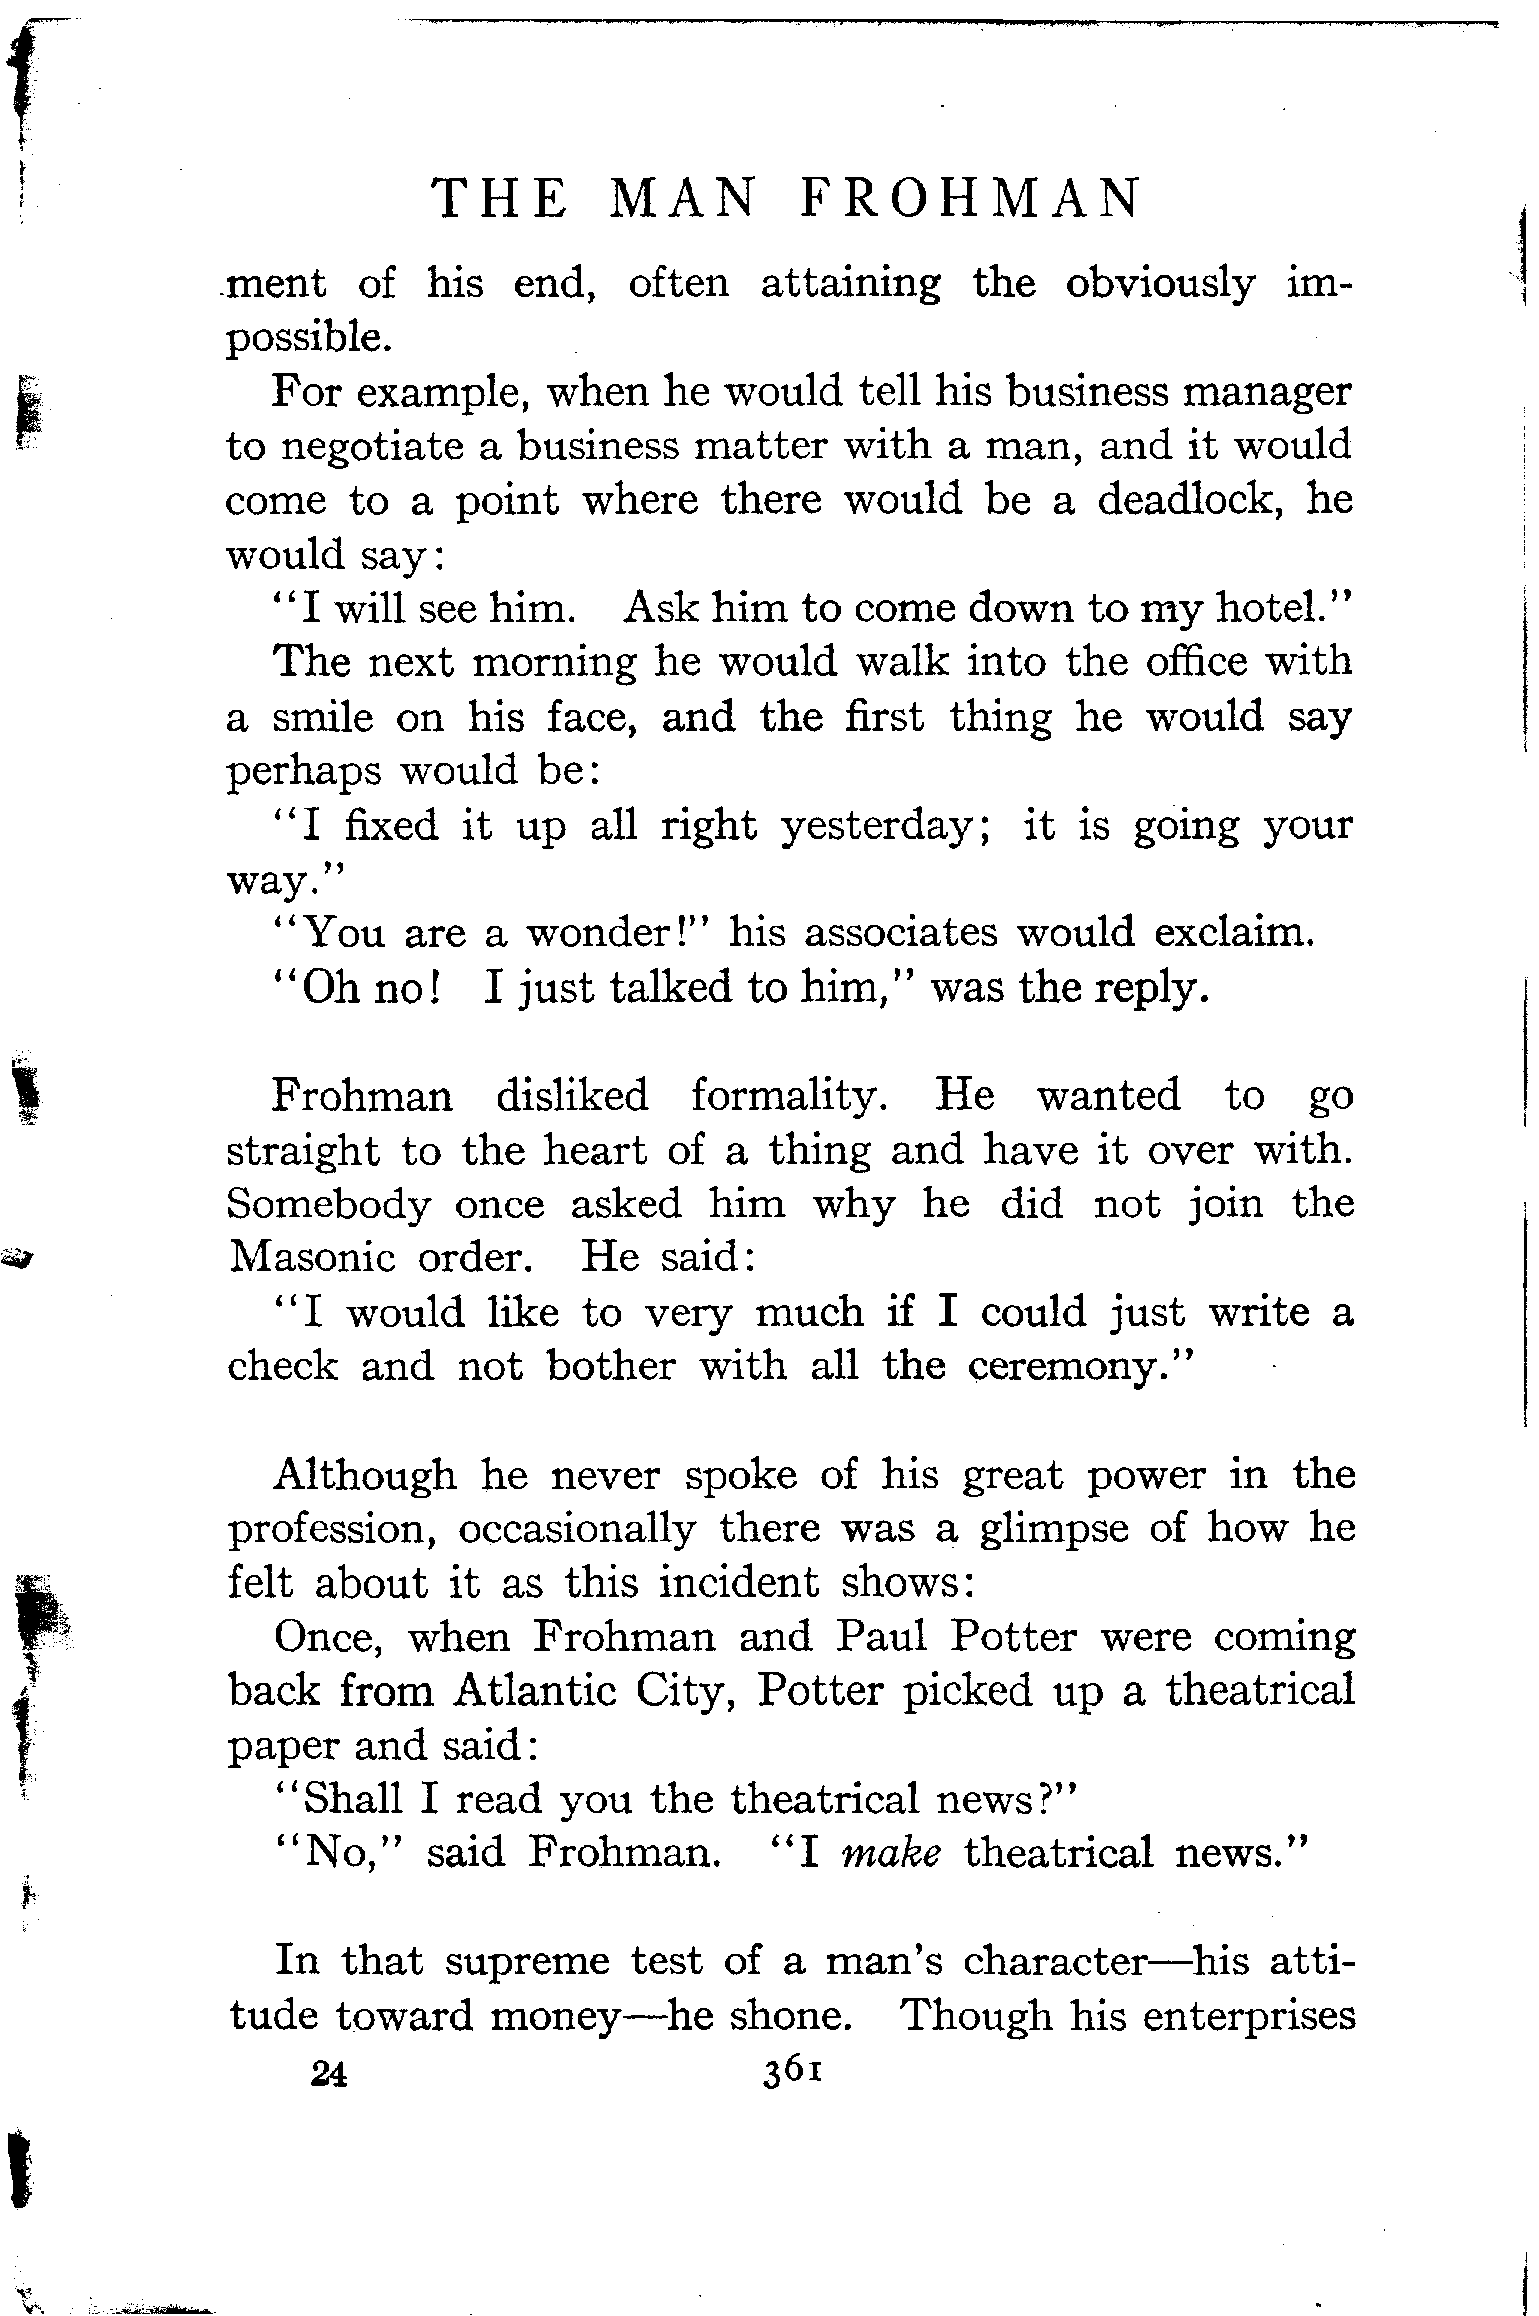 THE MAN FROHMAN
ment of his end, often attaining the obviously im-
possible.
For example, when he would tell his business manager
to negotiate a business matter with a man, and it would
come to a point where there would be a deadlock, he
would say:
"I will see him. Ask him to come down to my hotel."
The next morning he would walk into the office with
a smile on his face, and the first thing he would say
perhaps would be:
"I fixed it up all right yesterday; it is going your
way."
"You are a wonder!" his associates would exclaim.
"Oh no! I just talked to him," was the reply.
Frohman disliked formality. He wanted to go
straight to the heart of a thing and have it over with.
Somebody once asked him why he did not join the
Masonic order. He said:
"I would like to very much if I could just write a
check and not bother with all the ceremony."
Although he never spoke of his great power in the
profession, occasionally there was a glimpse of how he
felt about it as this incident shows:
Once, when Frohman and Paul Potter were coming
back from Atlantic City, Potter picked up a theatrical
paper and said:
"Shall I read you the theatrical news?"
"No," said Frohman. "I make theatrical news."
In that supreme test of a man's character—his atti-
tude toward money—he shone. Though his enterprises
24 361